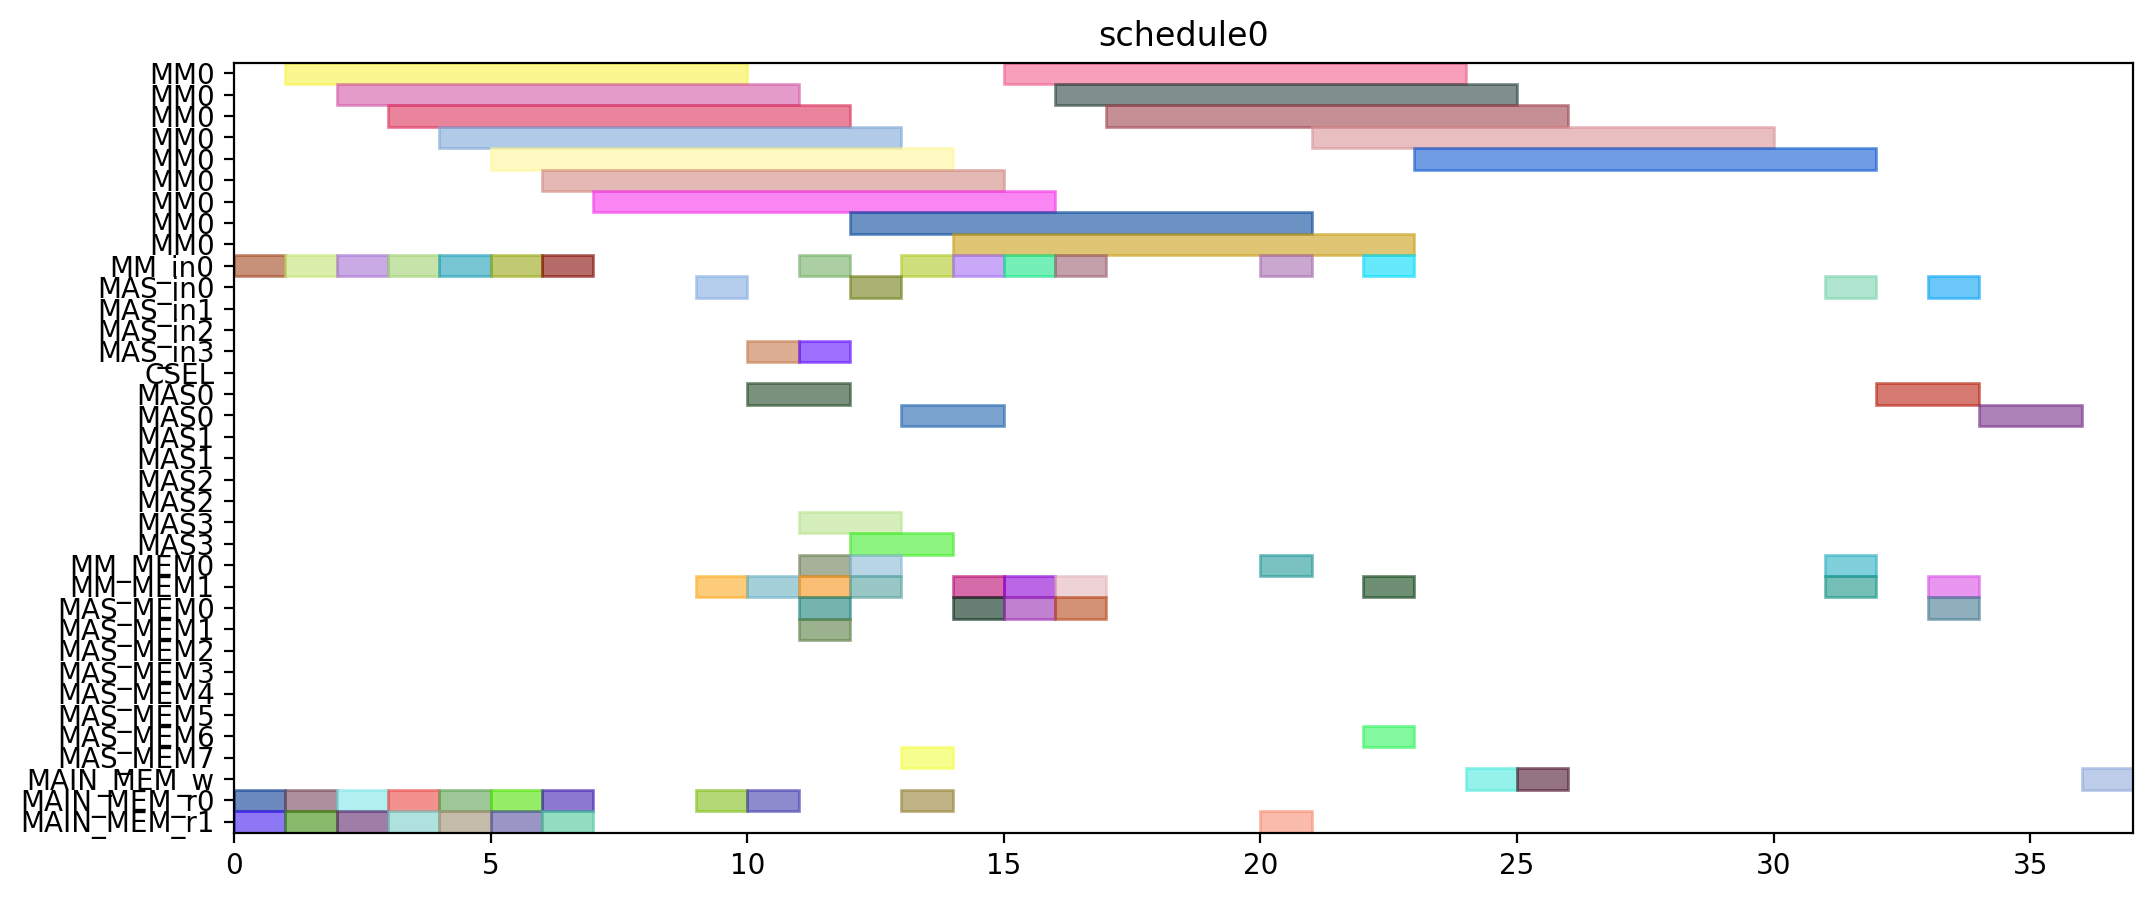 schedule0
MM0
MM0
MM0
MM0
MM0
MM0
MM0
MM0
MM0
MM_in0
MAS_in0
MAS_in1
MAS_in2
MAS_in3
CSEL
MAS0
MAS0
MAS1
MAS1
MAS2
MAS2
MAS3
MAS3
MM_MEM0
MM_MEM1
MAS_MEM0
MAS_MEM1
MAS_MEM2
MAS_MEM3
MAS_MEM4
MAS_MEM5
MAS_MEM6
MAS_MEM7
MAIN_MEM_w
MAIN_MEM_r0
MAIN_MEM_r1
0 5 10 15 20 25 30 35